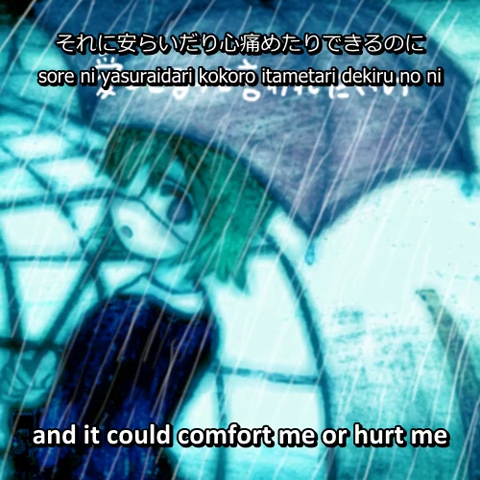 それに安らいだり心痛めたりできるのに
sore ni yasuraidari kokoro itametari dekiru no ni
and it could comfort me or hurt me